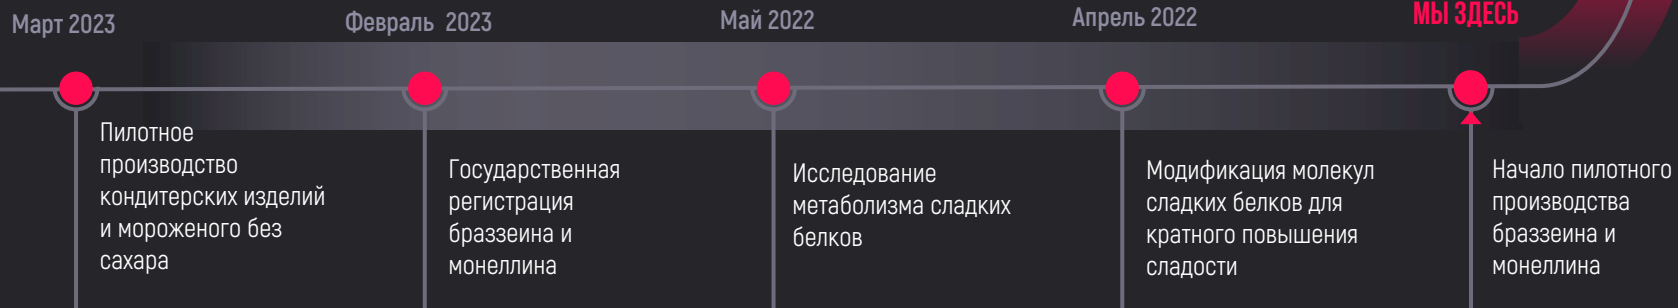 Март 2023
Пилотное
производство
кондитерских изделий
и мороженого без
сахара
Февраль 2023
Государственная
регистрация
браззеина и
монеллина
Май 2022
Исследование
метаболизма сладких
белков
Апрель 2022
Модификация молекул
сладких белков для
кратного повышения
сладости
МЫ ЗДЕСЬ
Начало пилотного
производства
браззеина и
монеллина